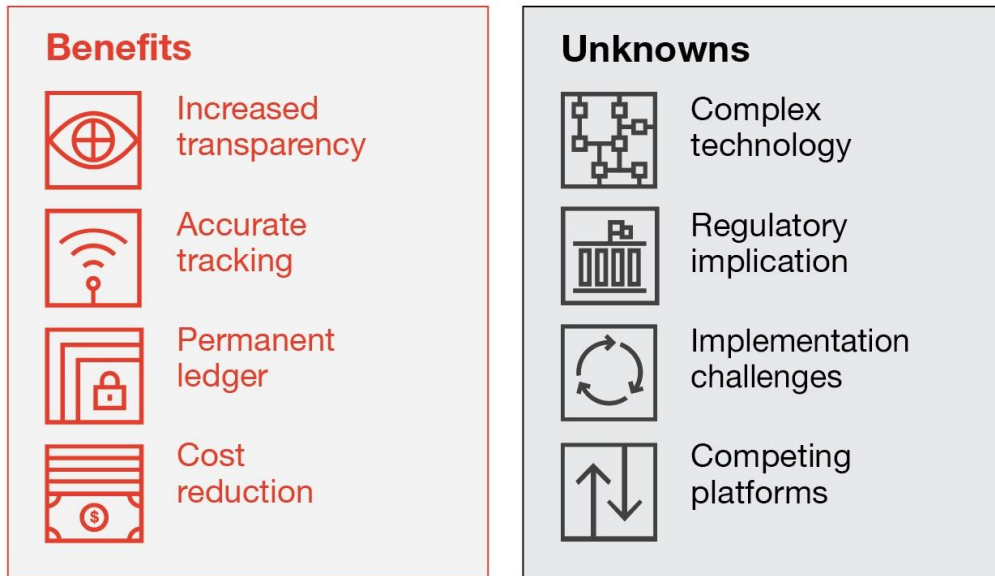 Benefits
Increased
transparency
Accurate
tracking
Permanent
ledger
Cost
reduction
$
Unknowns
Complex
technology
Regulatory
implication
Implementation
challenges
Competing
platforms